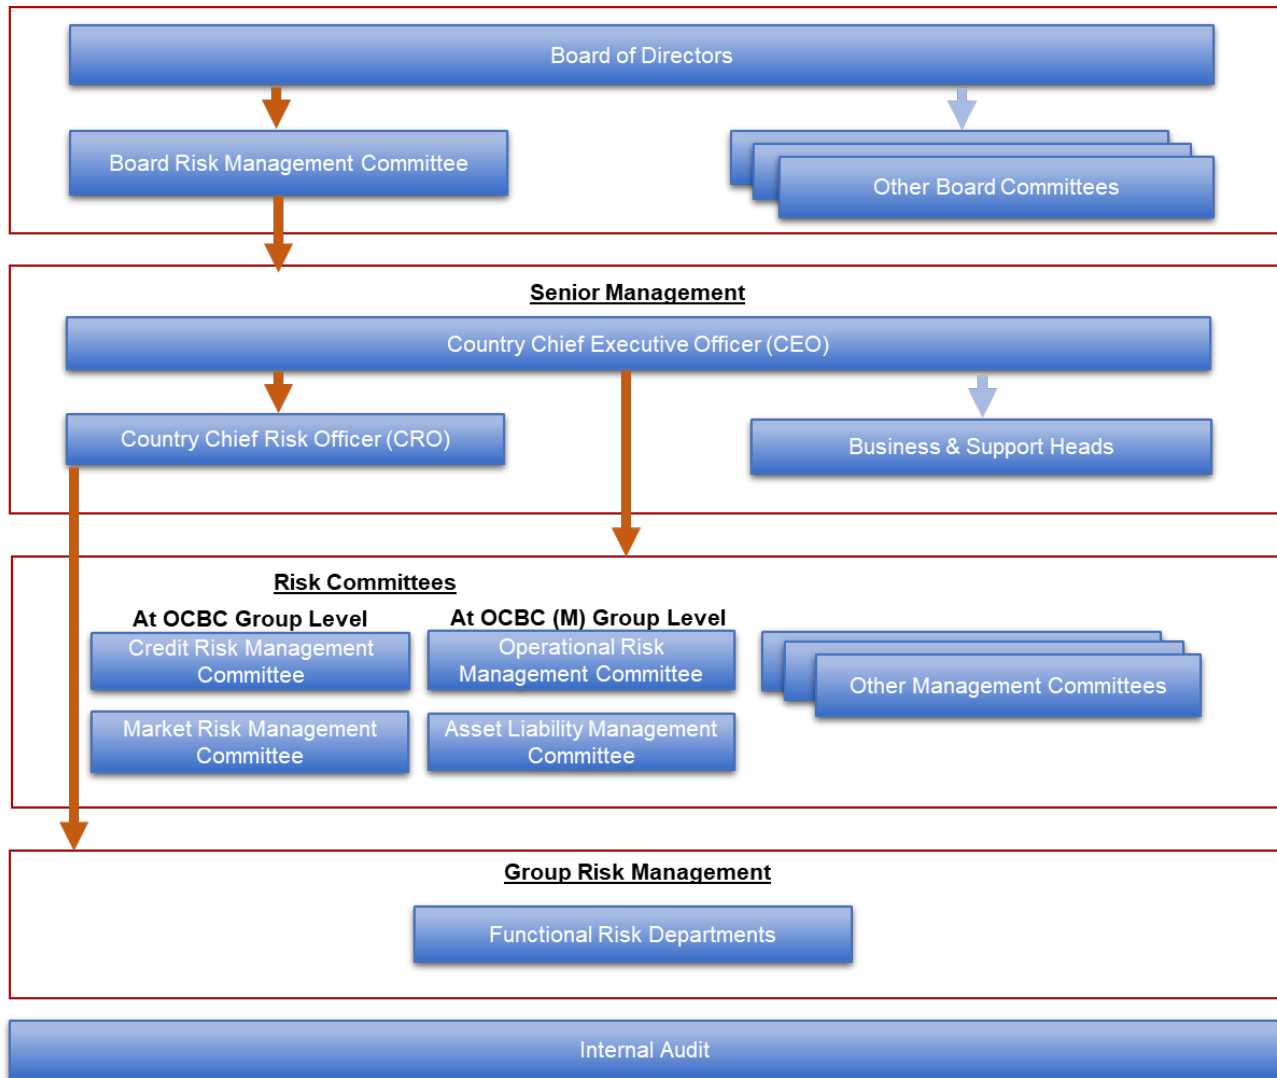 Board of Directors
Board Risk Management Committee
Other Board Committees
Senior Management
Country Chief Executive Officer (CEO)
Country Chief Risk Officer (CRO)
Business & Support Heads
Risk Committees
At OCBC Group Level
At OCBC (M) Group Level
Credit Risk Management
Committee
Operational Risk
Management Committee
Other Management Committees
Market Risk Management
Committee
Asset Liability Management
Committee
Group Risk Management
Functional Risk Departments
Internal Audit